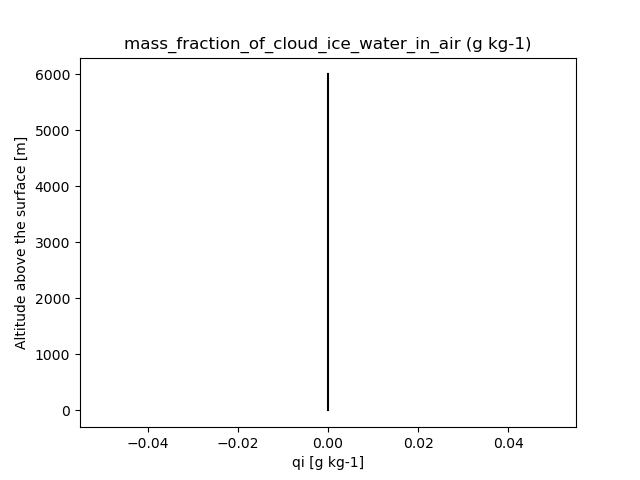 mass_fraction_of_cloud_ice_water_in_air (g kg-1)
Altitude above the surface [m]
6000
5000
4000
3000
2000
1000
0
−0.04 −0.02 0.00 0.02 0.04
qi [g kg-1]